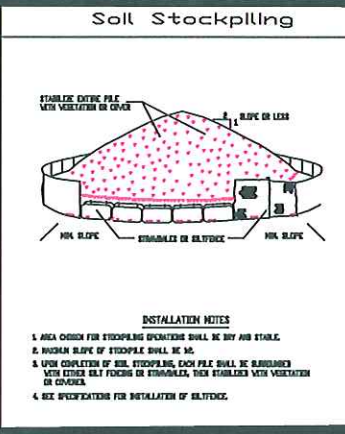 Soil Stockpiling
STABILIZE ENTIRE PILE
WITH VEGETATION OR COVER
2
1
SLOPE OR LESS
MIN. SLOPE
STRAWBALES OR SILTFENCE
MIN. SLOPE
INSTALLATION NOTES
1. AREA CHOSEN FOR STOCKPILING OPERATIONS SHALL BE DRY AND STABLE.
2. MAXIMUM SLOPE OF STOCKPILE SHALL BE 1:2.
3. UPON COMPLETION OF SOIL STOCKPILING, EACH PILE SHALL BE SURROUNDED
WITH EITHER SILT FENCING OR STRAWBALES, THEN STABILIZED WITH VEGETATION
OR COVERED.
4. SEE SPECIFICATIONS FOR INSTALLATION OF SILTFENCE.